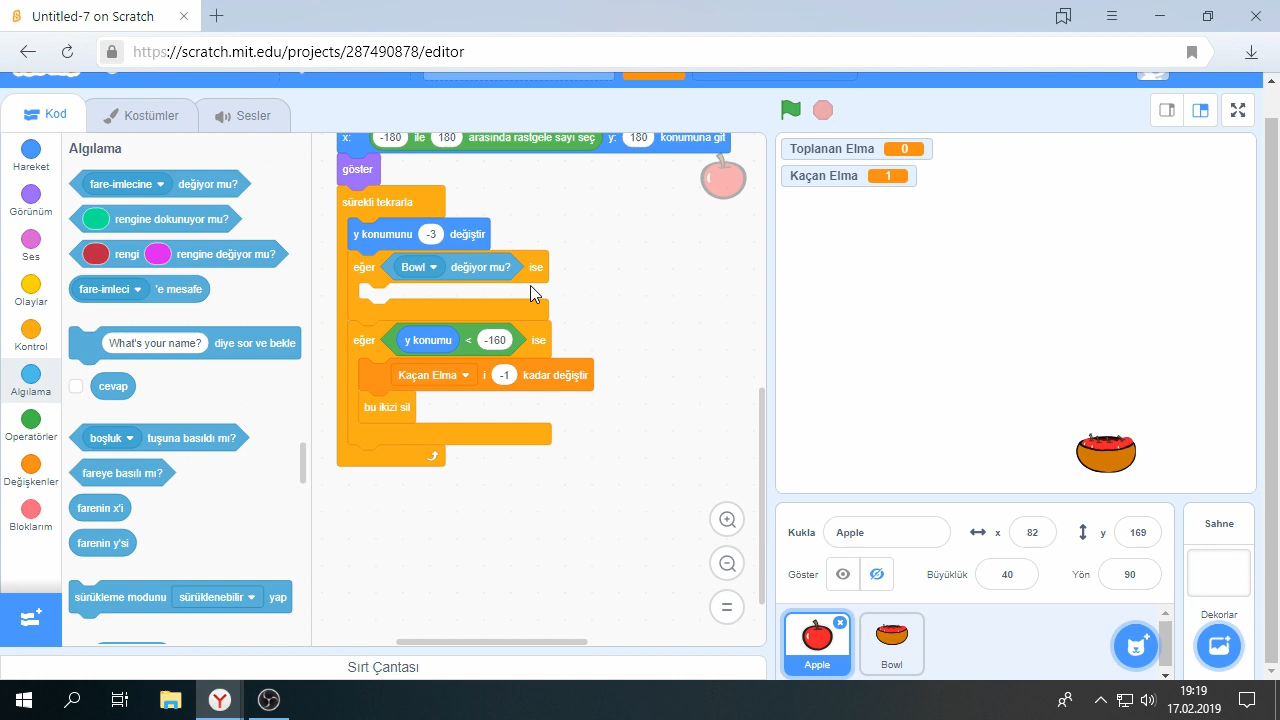 Untitled-7 on Scratch
https://scratch.mit.edu/projects/287490878/editor
Kod
Kostümler
Sesler
Hareket
Görünüm
Ses
Olaylar
Kontrol
Algılama
Operatörler
Değişkenler
Bloklarım
Algılama
fare-imlecine değiyor mu?
rengine dokunuyor mu?
rengi rengine değiyor mu?
fare-imleci 'e mesafe
What's your name? diye sor ve bekle
cevap
boşluk tuşuna basıldı mı?
fareye basılı mı?
farenin x'i
farenin y'si
sürükleme modunu sürüklenebilir yap
x: -180 ile 180 arasında rastgele sayı seç y: 180 konumuna git
göster
sürekli tekrarla
y konumunu -3 değiştir
eğer Bowl değiyor mu? ise
eğer y konumu < -160 ise
Kaçan Elma i -1 kadar değiştir
bu ikizi sil
Sırt Çantası
Toplanan Elma 0
Kaçan Elma 1
Kukla Apple x 82 y 169
Göster Büyüklük 40 Yön 90
Apple
Bowl
Sahne
Dekorlar
19:19
17.02.2019